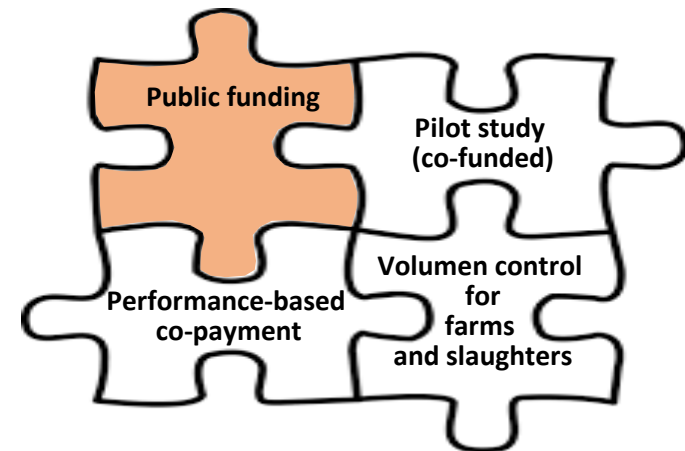 Public funding
Pilot study
(co-funded)
Performance-based
co-payment
Volumen control
for
farms
and slaughters